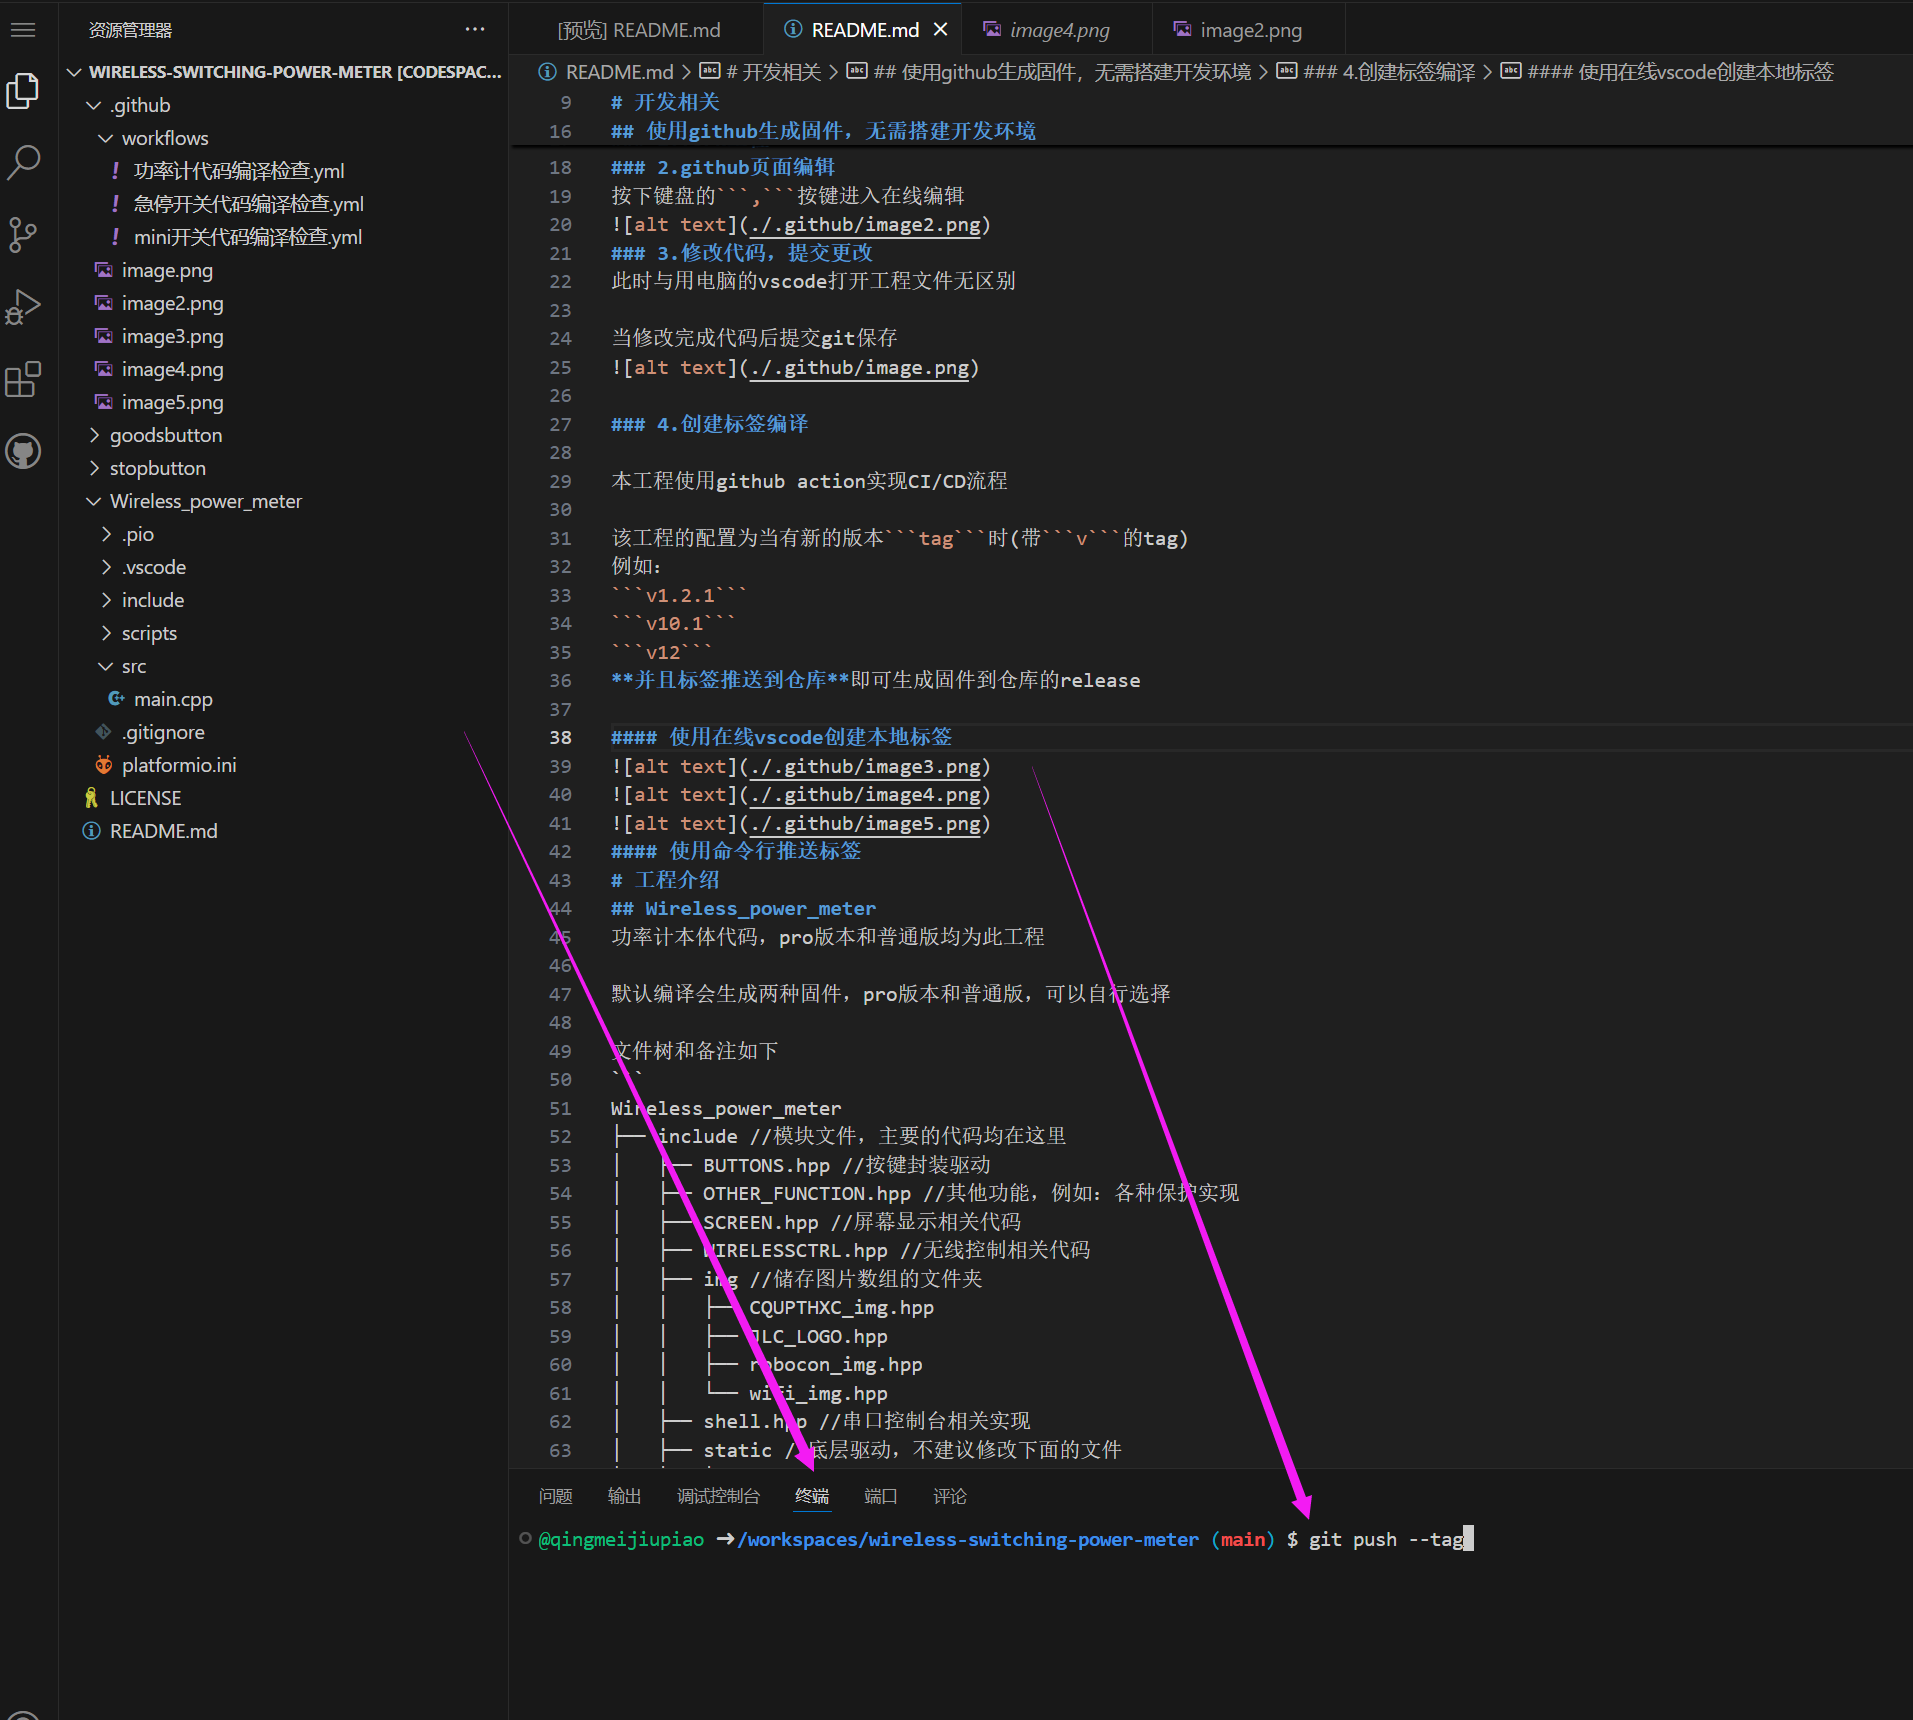 资源管理器
WIRELESS-SWITCHING-POWER-METER [CODESPAC...
.github
workflows
功率计代码编译检查.yml
急停开关代码编译检查.yml
mini开关代码编译检查.yml
image.png
image2.png
image3.png
image4.png
image5.png
goodsbutton
stopbutton
Wireless_power_meter
.pio
.vscode
include
scripts
src
main.cpp
.gitignore
platformio.ini
LICENSE
README.md
[预览] README.md
README.md
image4.png
image2.png
README.md > # 开发相关 > ## 使用github生成固件，无需搭建开发环境 > ### 4.创建标签编译 > #### 使用在线vscode创建本地标签
9 # 开发相关
16 ## 使用github生成固件，无需搭建开发环境
18 ### 2.github页面编辑
19 按下键盘的```,```按键进入在线编辑
20 ![alt text](./.github/image2.png)
21 ### 3.修改代码，提交更改
22 此时与用电脑的vscode打开工程文件无区别
23
24 当修改完成代码后提交git保存
25 ![alt text](./.github/image.png)
26
27 ### 4.创建标签编译
28
29 本工程使用github action实现CI/CD流程
30
31 该工程的配置为当有新的版本```tag```时(带```v```的tag)
32 例如：
33 ```v1.2.1```
34 ```v10.1```
35 ```v12```
36 **并且标签推送到仓库**即可生成固件到仓库的release
37
38 #### 使用在线vscode创建本地标签
39 ![alt text](./.github/image3.png)
40 ![alt text](./.github/image4.png)
41 ![alt text](./.github/image5.png)
42 #### 使用命令行推送标签
43 # 工程介绍
44 ## Wireless_power_meter
45 功率计本体代码，pro版本和普通版均为此工程
46
47 默认编译会生成两种固件，pro版本和普通版，可以自行选择
48
49 文件树和备注如下
50 ```
51 Wireless_power_meter
52 ├── include //模块文件，主要的代码均在这里
53 │   ├── BUTTONS.hpp //按键封装驱动
54 │   ├── OTHER_FUNCTION.hpp //其他功能，例如：各种保护实现
55 │   ├── SCREEN.hpp //屏幕显示相关代码
56 │   ├── WIRELESSCTRL.hpp //无线控制相关代码
57 │   ├── img //储存图片数组的文件夹
58 │   │   ├── CQUPTHXC_img.hpp
59 │   │   ├── JLC_LOGO.hpp
60 │   │   ├── robocon_img.hpp
61 │   │   └── wifi_img.hpp
62 │   ├── shell.hpp //串口控制台相关实现
63 │   ├── static //底层驱动，不建议修改下面的文件
问题 输出 调试控制台 终端 端口 评论
@qingmeijiupiao ➜/workspaces/wireless-switching-power-meter (main) $ git push --tag